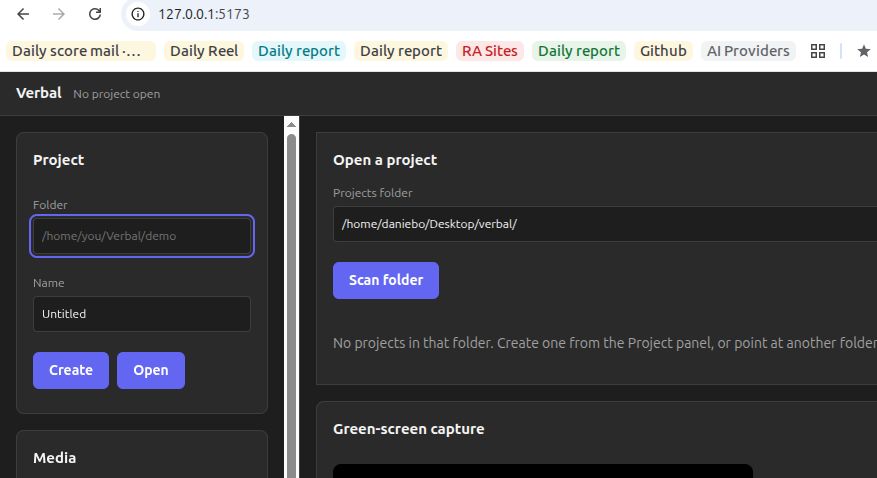 127.0.0.1:5173
Daily score mail -...
Daily Reel
Daily report
Daily report
RA Sites
Daily report
Github
AI Providers
Verbal No project open
Project
Folder
/home/you/Verbal/demo
Name
Untitled
Create Open
Media
Open a project
Projects folder
/home/daniebo/Desktop/verbal/
Scan folder
No projects in that folder. Create one from the Project panel, or point at another folder
Green-screen capture